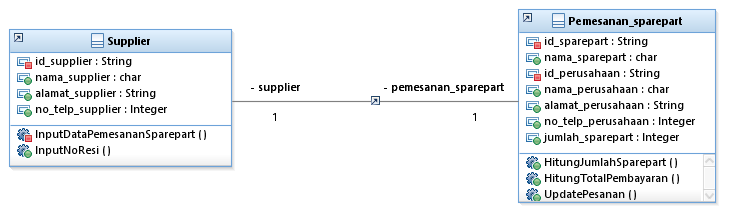 Supplier
id_supplier : String
nama_supplier : char
alamat_supplier : String
no_telp_supplier : Integer
InputDataPemesananSparepart ( )
InputNoResi ( )
- supplier
1
- pemesanan_sparepart
1
Pemesanan_sparepart
id_sparepart : String
nama_sparepart : char
id_perusahaan : String
nama_perusahaan : char
alamat_perusahaan : String
no_telp_perusahaan : Integer
jumlah_sparepart : Integer
HitungJumlahSparepart ( )
HitungTotalPembayaran ( )
UpdatePesanan ( )